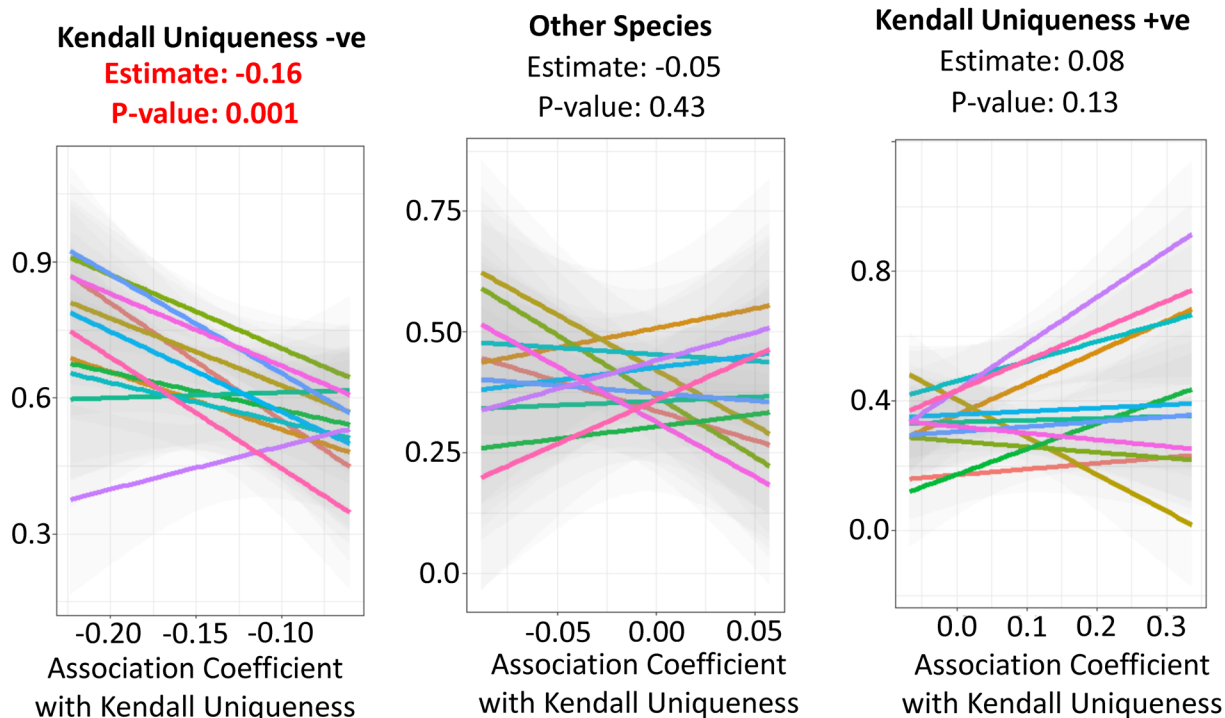 Kendall Uniqueness -ve
Estimate: -0.16
P-value: 0.001
0.9
0.6
0.3
-0.20 -0.15 -0.10
Association Coefficient
with Kendall Uniqueness
Other Species
Estimate: -0.05
P-value: 0.43
0.75
0.50
0.25
0.0
-0.05 0.00 0.05
Association Coefficient
with Kendall Uniqueness
Kendall Uniqueness +ve
Estimate: 0.08
P-value: 0.13
0.8
0.4
0.0
0.0 0.1 0.2 0.3
Association Coefficient
with Kendall Uniqueness